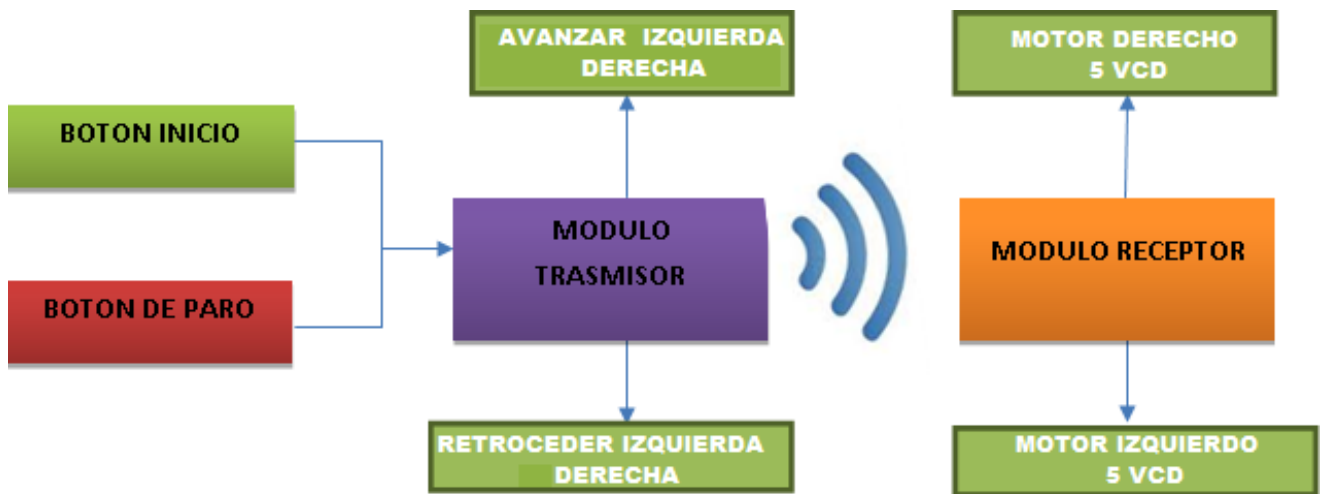 AVANZAR IZQUIERDA
DERECHA
MOTOR DERECHO
5 VCD
BOTON INICIO
MODULO
TRASMISOR
MODULO RECEPTOR
BOTON DE PARO
RETROCEDER IZQUIERDA
DERECHA
MOTOR IZQUIERDO
5 VCD